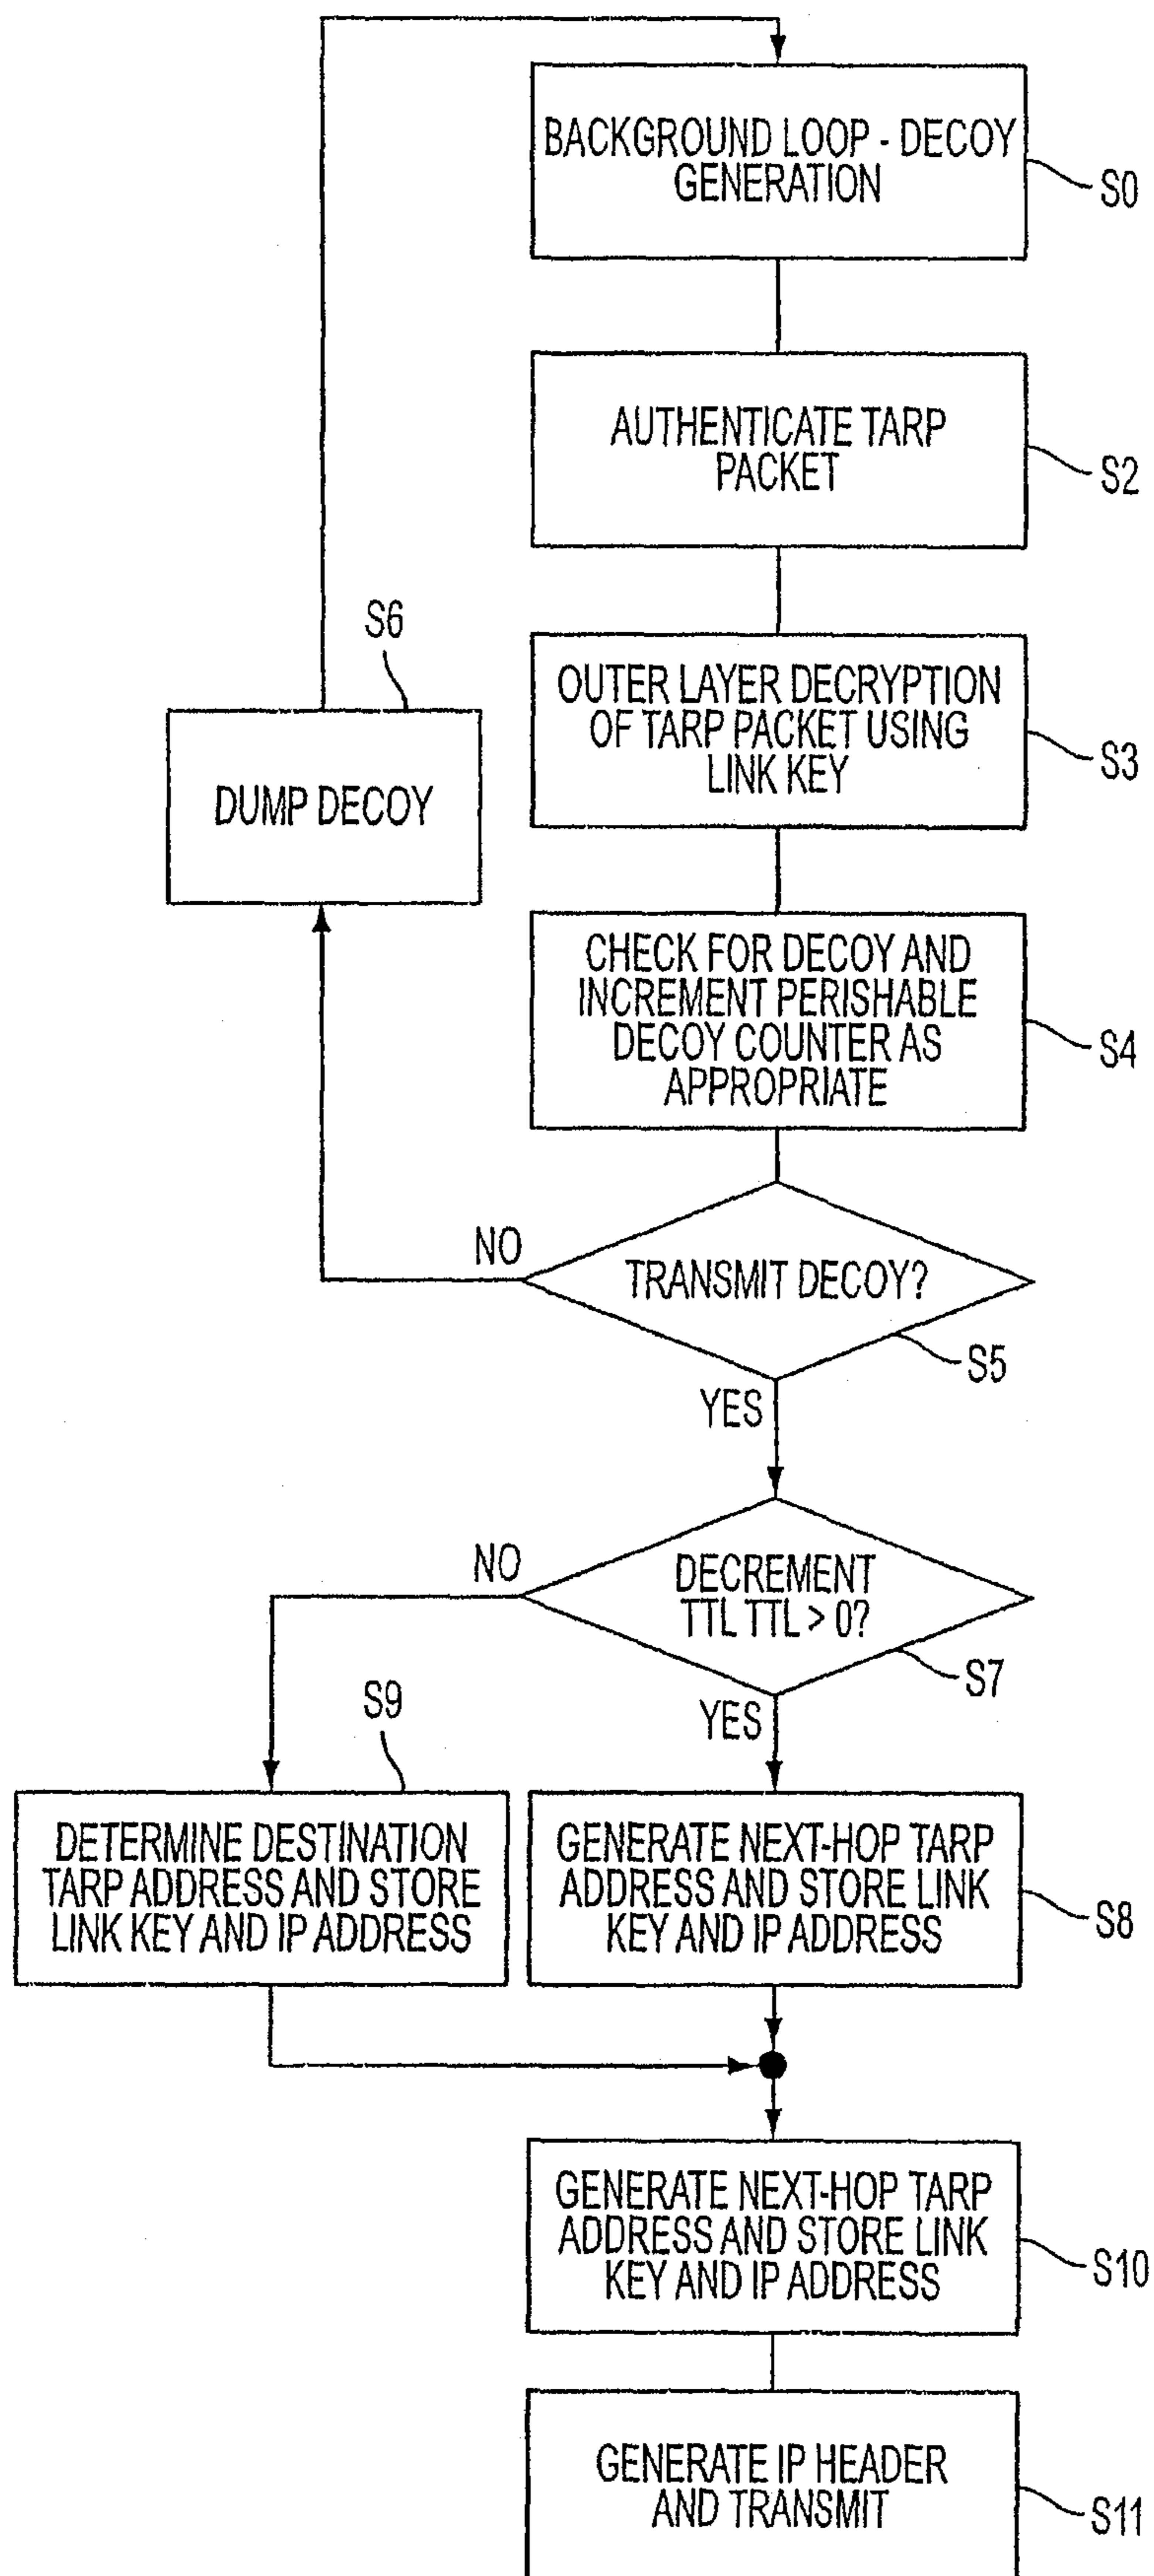 BACKGROUND LOOP - DECOY
GENERATION
S0
AUTHENTICATE TARP
PACKET
S2
OUTER LAYER DECRYPTION
OF TARP PACKET USING
LINK KEY
S3
S6
DUMP DECOY
CHECK FOR DECOY AND
INCREMENT PERISHABLE
DECOY COUNTER AS
APPROPRIATE
S4
NO
TRANSMIT DECOY?
S5
YES
NO
DECREMENT
TTL TTL > 0?
S7
YES
S9
DETERMINE DESTINATION
TARP ADDRESS AND STORE
LINK KEY AND IP ADDRESS
GENERATE NEXT-HOP TARP
ADDRESS AND STORE LINK
KEY AND IP ADDRESS
S8
GENERATE NEXT-HOP TARP
ADDRESS AND STORE LINK
KEY AND IP ADDRESS
S10
GENERATE IP HEADER
AND TRANSMIT
S11